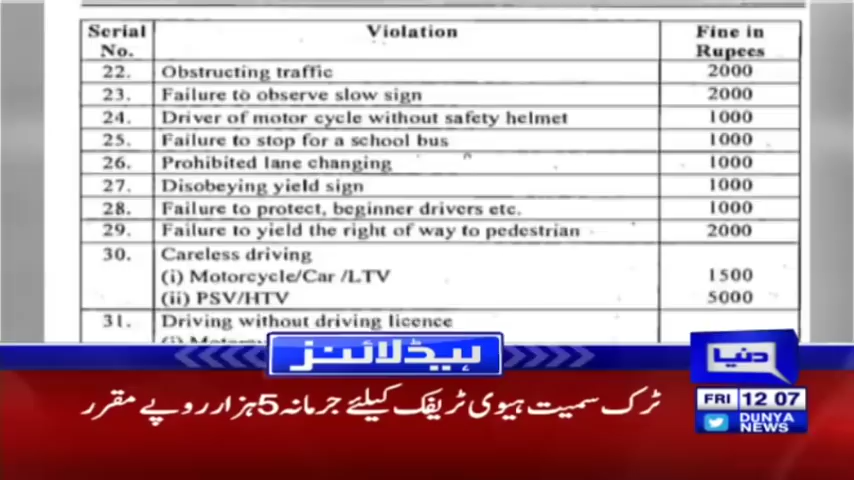 Serial No. Violation Fine in Rupees
22. Obstructing traffic 2000
23. Failure to observe slow sign 2000
24. Driver of motor cycle without safety helmet 1000
25. Failure to stop for a school bus 1000
26. Prohibited lane changing 1000
27. Disobeying yield sign 1000
28. Failure to protect, beginner drivers etc. 1000
29. Failure to yield the right of way to pedestrian 2000
30. Careless driving
(i) Motorcycle/Car /LTV 1500
(ii) PSV/HTV 5000
31. Driving without driving licence
ہیڈلائنز
دنیا
ٹرک سمیت ہیوی ٹریفک کیلئے جرمانہ 5 ہزار روپے مقرر
FRI 12 07
DUNYA NEWS